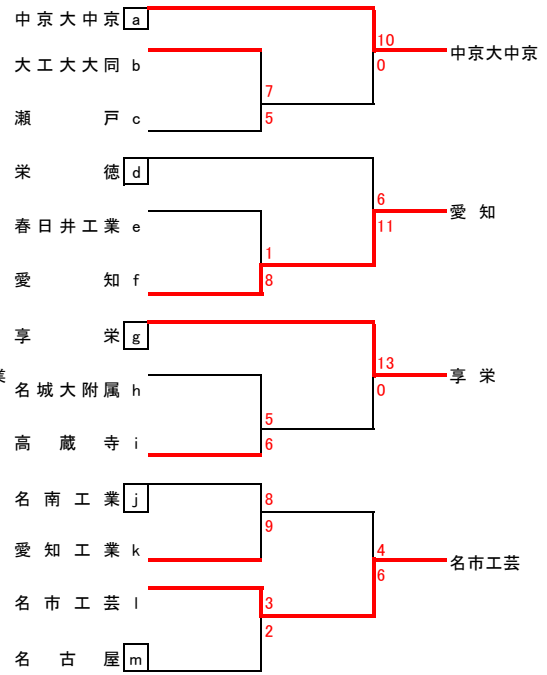 中京大中京 a
10
中京大中京
大工大大同 b
0
7
瀬戸 c
5
栄徳 d
6
愛知
春日井工業 e
11
1
愛知 f
8
享栄 g
13
享栄
名城大附属 h
0
5
高蔵寺 i
6
名南工業 j
8
9
愛知工業 k
4
名市工芸
6
名市工芸 l
3
2
名古屋 m